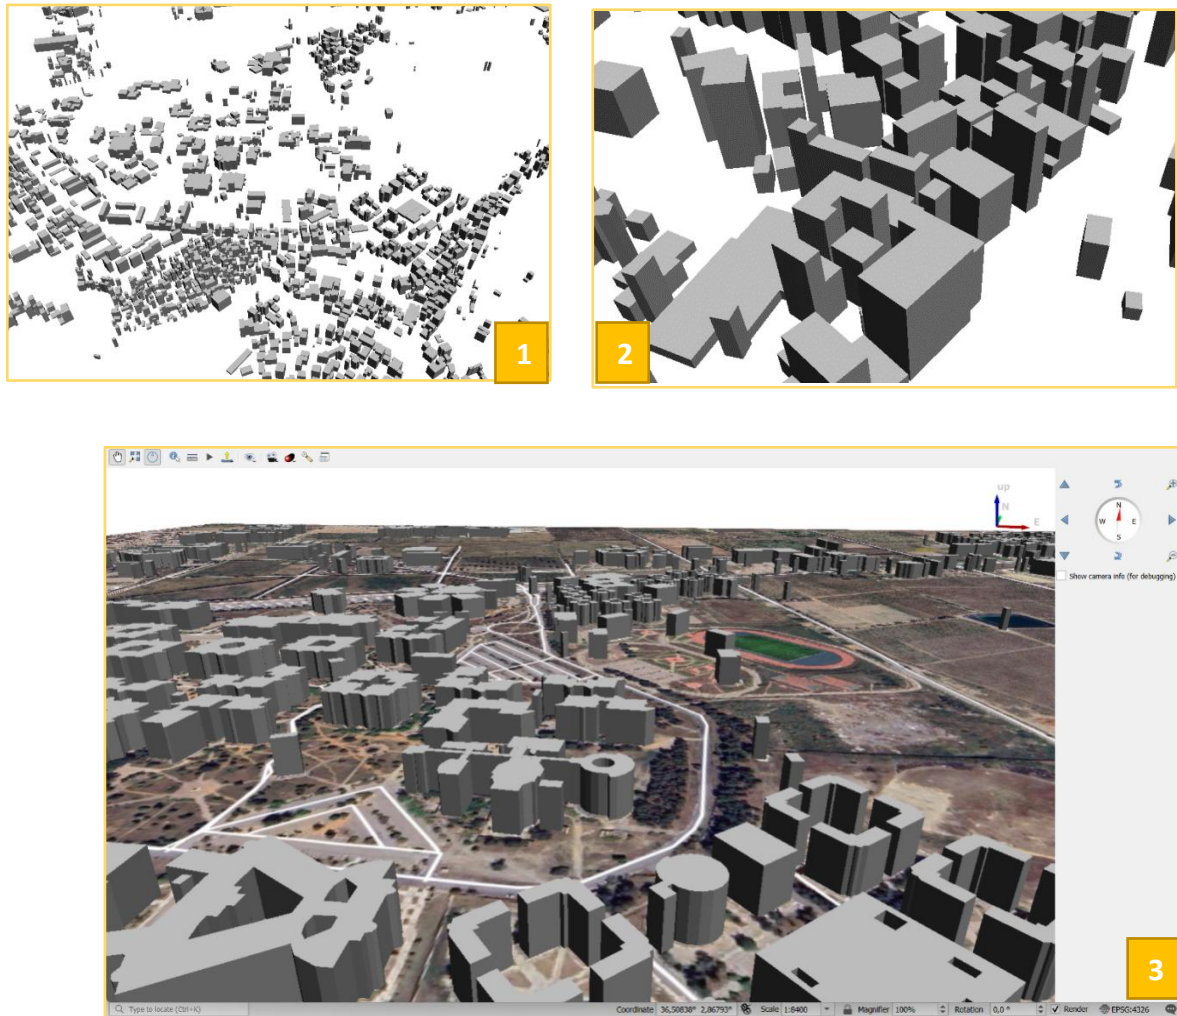 1
2
up
N
E
N
W E
S
Show camera info (for debugging)
3
Type to locate (Ctrl+K)
Coordinate 36,50838° 2,86793° Scale 1:8400 Magnifier 100% Rotation 0,0 ° Render EPSG:4326